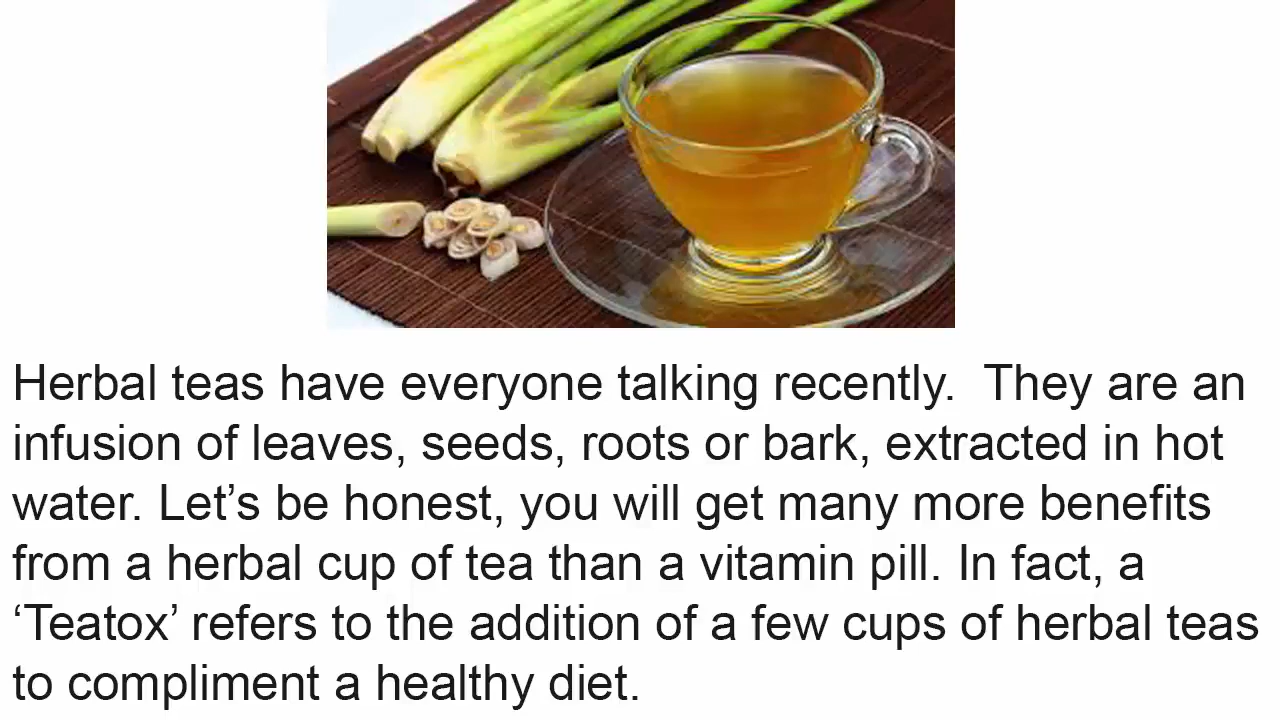 Herbal teas have everyone talking recently.  They are an
infusion of leaves, seeds, roots or bark, extracted in hot
water. Let’s be honest, you will get many more benefits
from a herbal cup of tea than a vitamin pill. In fact, a
‘Teatox’ refers to the addition of a few cups of herbal teas
to compliment a healthy diet.